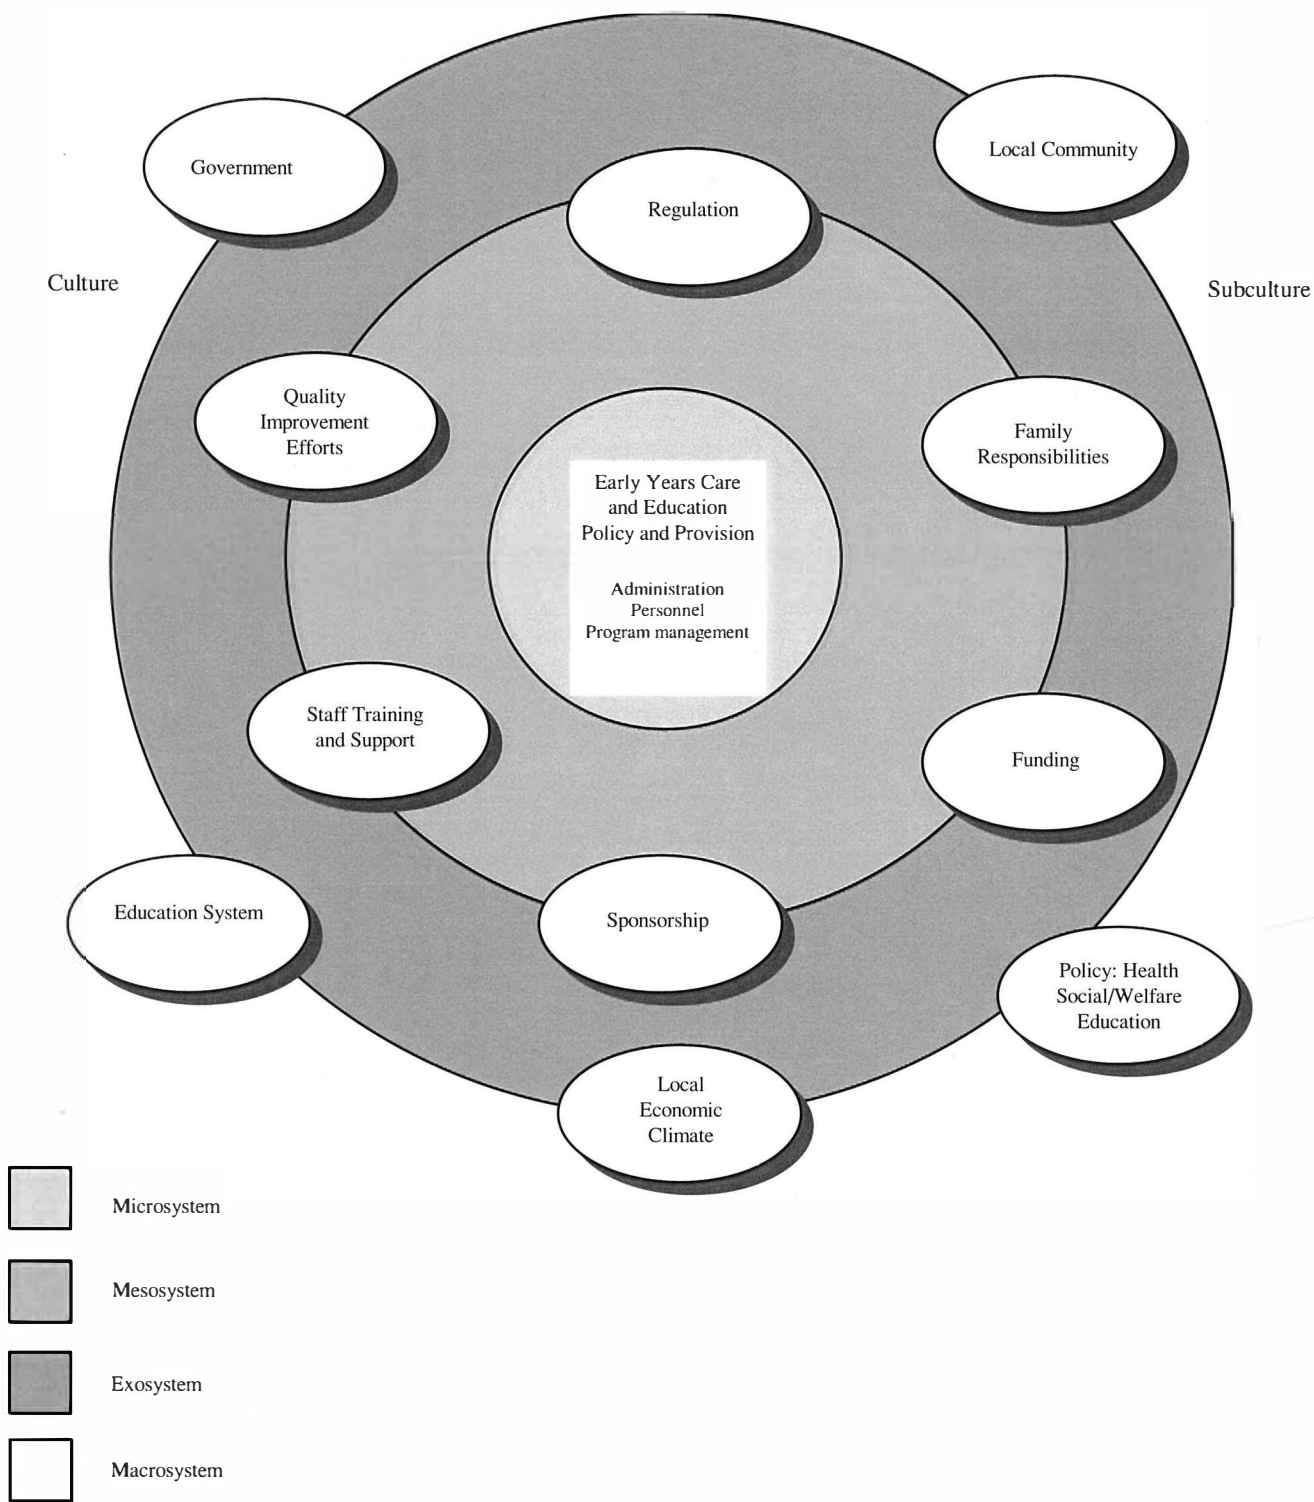 Government
Local Community
Regulation
Culture
Subculture
Quality
Improvement
Efforts
Family
Responsibilities
Early Years Care
and Education
Policy and Provision
Administration
Personnel
Program management
Staff Training
and Support
Funding
Education System
Sponsorship
Policy: Health
Social/Welfare
Education
Local
Economic
Climate
Microsystem
Mesosystem
Exosystem
Macrosystem